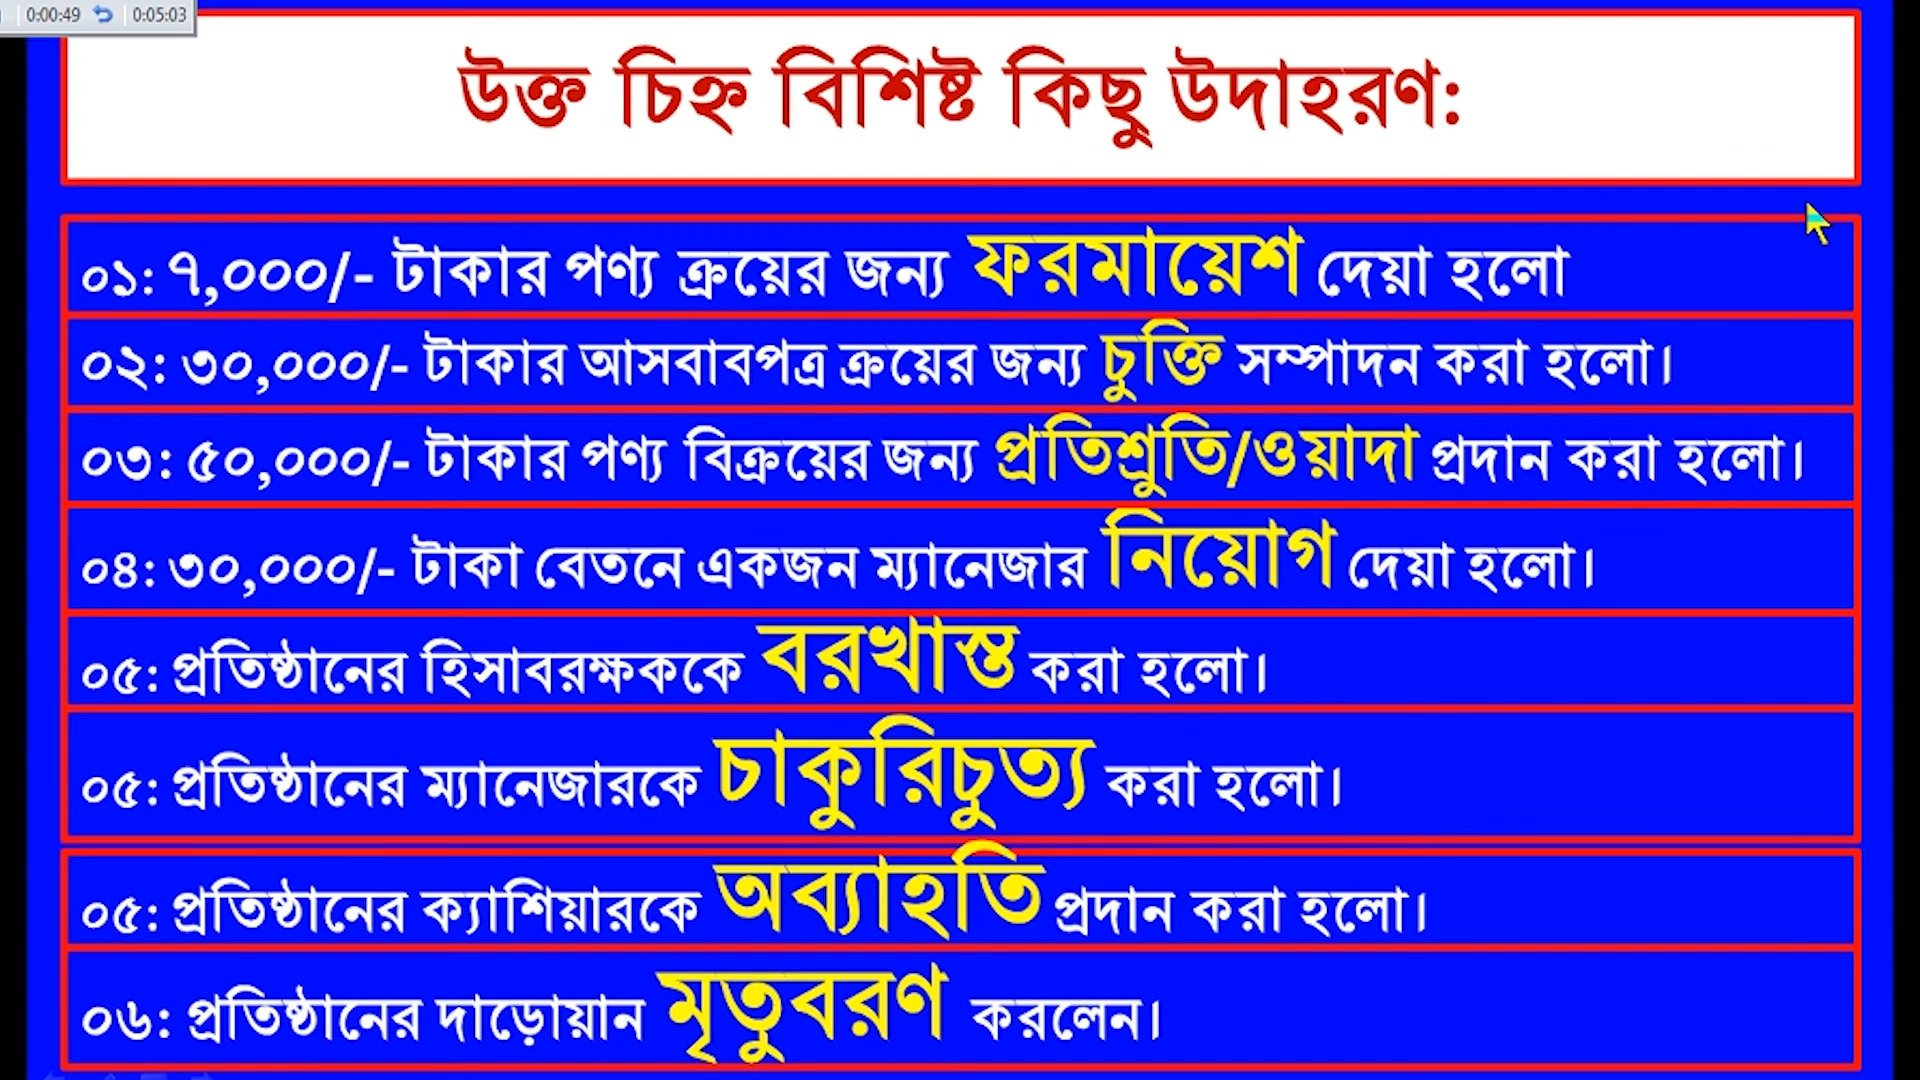 0:00:49 0:05:03
উক্ত চিহ্ন বিশিষ্ট কিছু উদাহরণ:
০১: ৭,০০০/- টাকার পণ্য ক্রয়ের জন্য ফরমায়েশ দেয়া হলো
০২: ৩০,০০০/- টাকার আসবাবপত্র ক্রয়ের জন্য চুক্তি সম্পাদন করা হলো।
০৩: ৫০,০০০/- টাকার পণ্য বিক্রয়ের জন্য প্রতিশ্রুতি/ওয়াদা প্রদান করা হলো।
০৪: ৩০,০০০/- টাকা বেতনে একজন ম্যানেজার নিয়োগ দেয়া হলো।
০৫: প্রতিষ্ঠানের হিসাবরক্ষককে বরখাস্ত করা হলো।
০৫: প্রতিষ্ঠানের ম্যানেজারকে চাকুরিচুত্য করা হলো।
০৫: প্রতিষ্ঠানের ক্যাশিয়ারকে অব্যাহতি প্রদান করা হলো।
০৬: প্রতিষ্ঠানের দাড়োয়ান মৃতুবরণ করলেন।